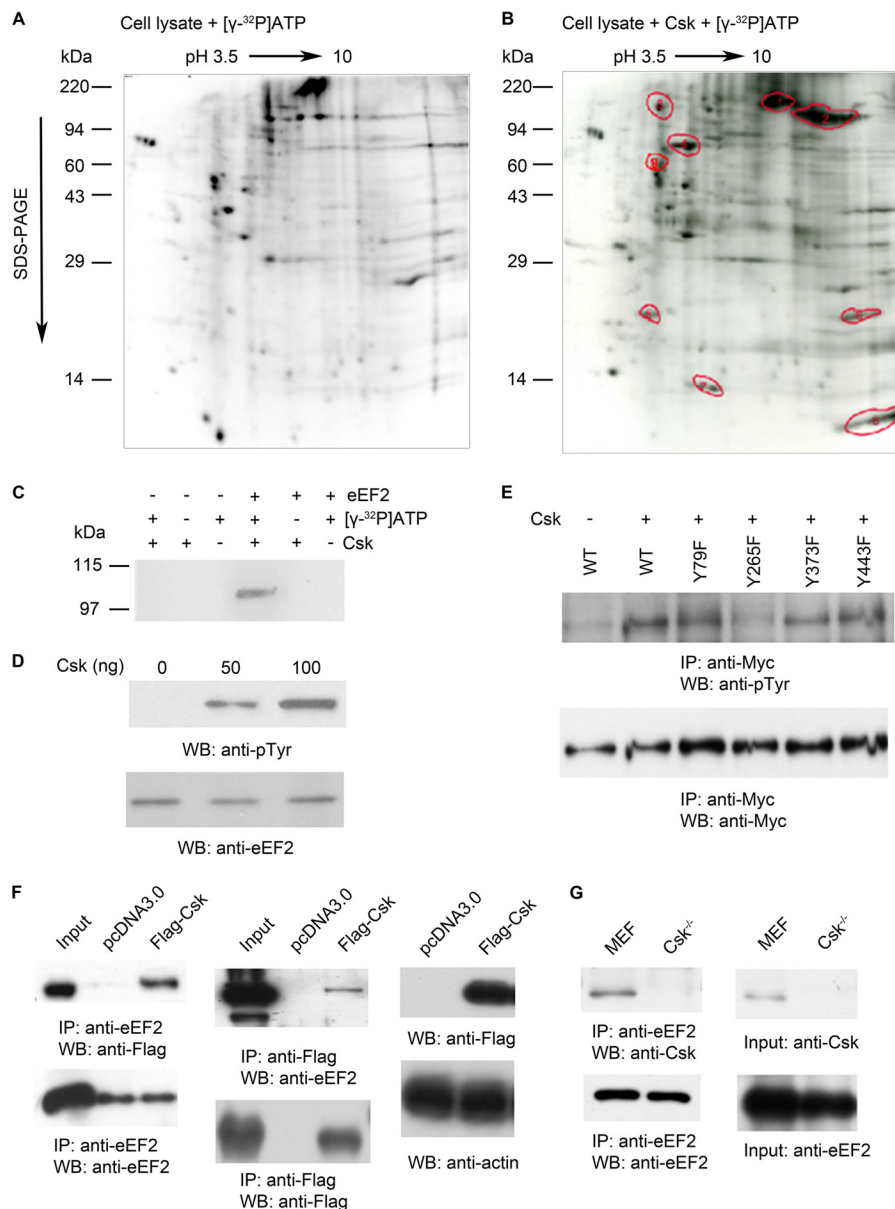 A
Cell lysate + [γ-³²P]ATP
kDa
pH 3.5
10
220
94
60
43
29
14
SDS-PAGE
B
Cell lysate + Csk + [γ-³²P]ATP
kDa
pH 3.5
10
220
94
60
43
29
14
1
2
C
- - - + + + eEF2
+ - + + - + [γ-³²P]ATP
+ + - + + - Csk
kDa
115
97
D
Csk (ng) 0 50 100
WB: anti-pTyr
WB: anti-eEF2
E
Csk - + + + + +
WT WT Y79F Y265F Y373F Y443F
IP: anti-Myc
WB: anti-pTyr
IP: anti-Myc
WB: anti-Myc
F
Input pcDNA3.0 Flag-Csk
IP: anti-eEF2
WB: anti-Flag
IP: anti-eEF2
WB: anti-eEF2
Input pcDNA3.0 Flag-Csk
IP: anti-Flag
WB: anti-eEF2
IP: anti-Flag
WB: anti-Flag
pcDNA3.0 Flag-Csk
WB: anti-Flag
WB: anti-actin
G
MEF Csk⁻/⁻
IP: anti-eEF2
WB: anti-Csk
IP: anti-eEF2
WB: anti-eEF2
MEF Csk⁻/⁻
Input: anti-Csk
Input: anti-eEF2